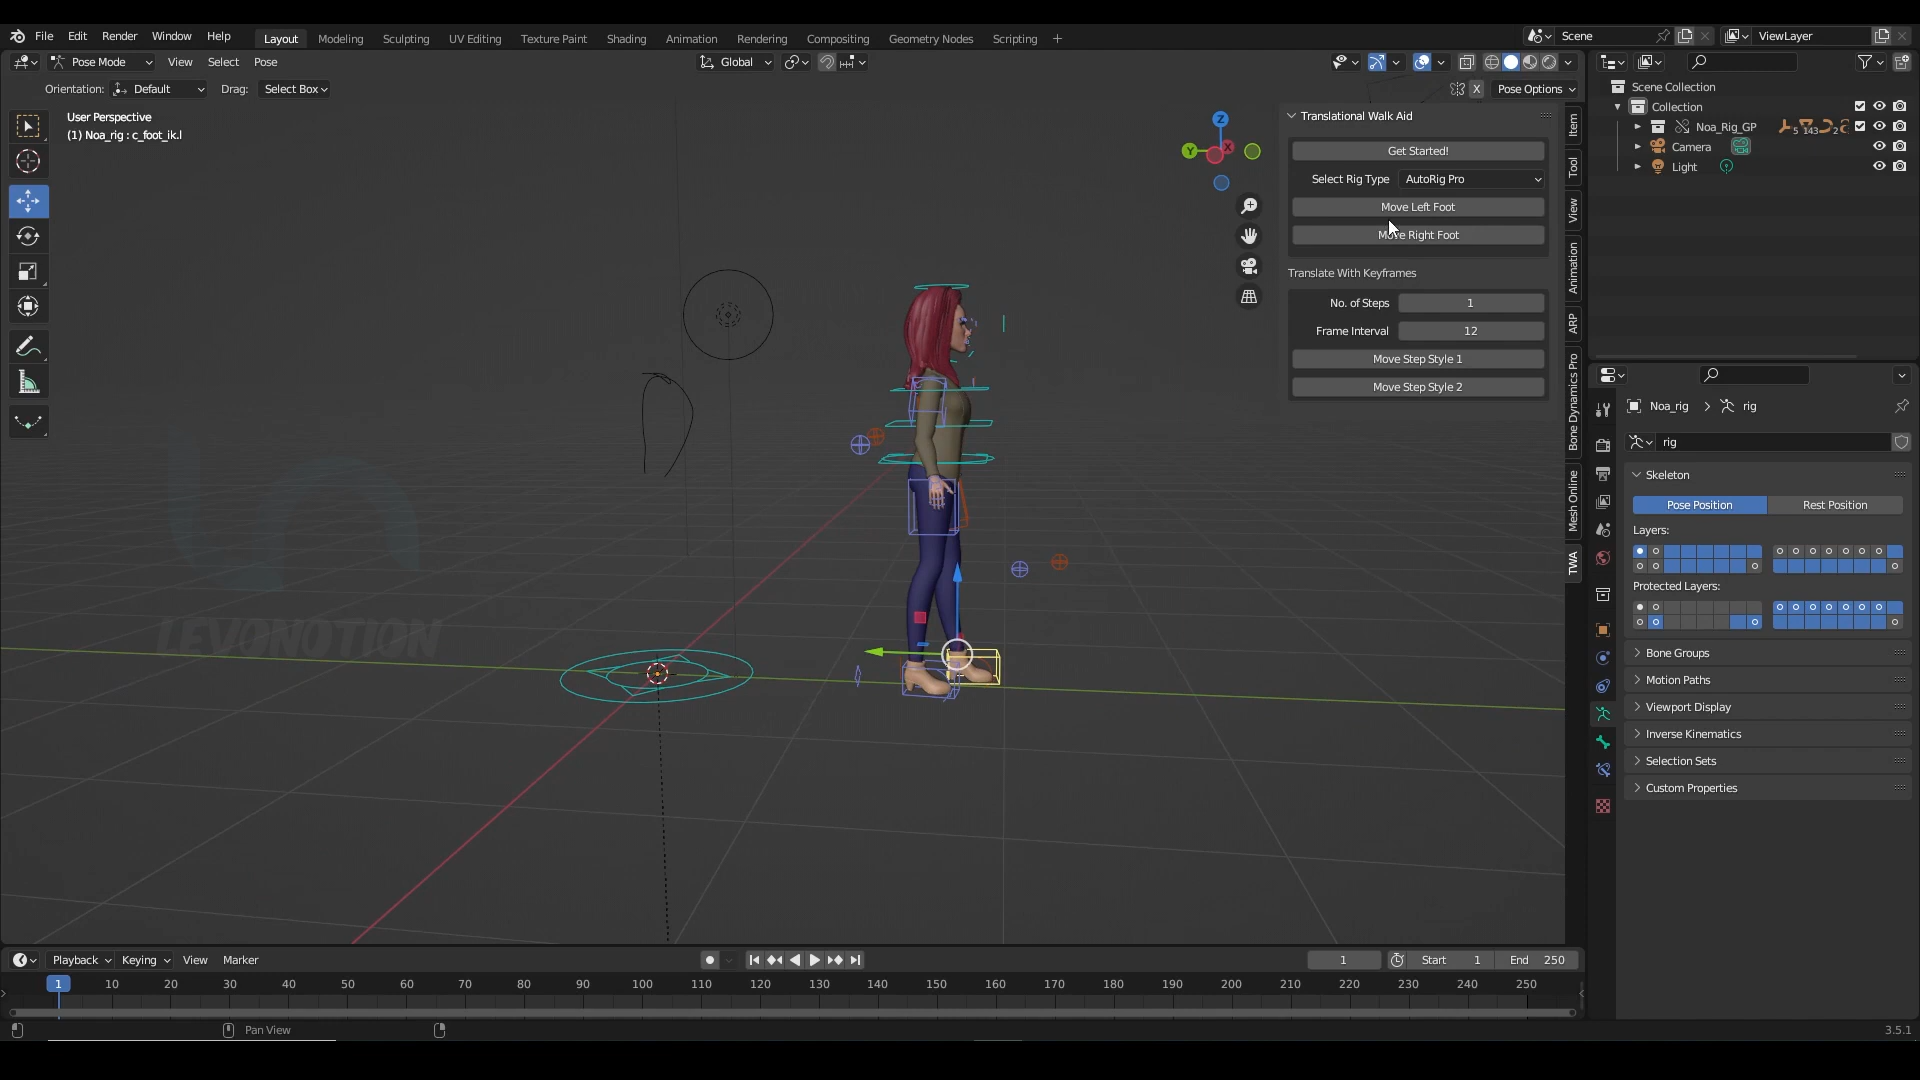 File Edit Render Window Help Layout Modeling Sculpting UV Editing Texture Paint Shading Animation Rendering Compositing Geometry Nodes Scripting + Scene ViewLayer
Pose Mode View Select Pose Global
Orientation: Default Drag: Select Box X Pose Options
User Perspective
(1) Noa_rig : c_foot_ik.l
Z
Y X
Translational Walk Aid
Get Started!
Select Rig Type AutoRig Pro
Move Left Foot
Move Right Foot
Translate With Keyframes
No. of Steps 1
Frame Interval 12
Move Step Style 1
Move Step Style 2
Item
Tool
View
Animation
ARP
Bone Dynamics Pro
Mesh Online
TWA
Scene Collection
Collection
Noa_Rig_GP 5 143 2
Camera
Light
Noa_rig > rig
rig
Skeleton
Pose Position Rest Position
Layers:
Protected Layers:
Bone Groups
Motion Paths
Viewport Display
Inverse Kinematics
Selection Sets
Custom Properties
LEVONOTION
Playback Keying View Marker 1 Start 1 End 250
1 10 20 30 40 50 60 70 80 90 100 110 120 130 140 150 160 170 180 190 200 210 220 230 240 250
Pan View 3.5.1